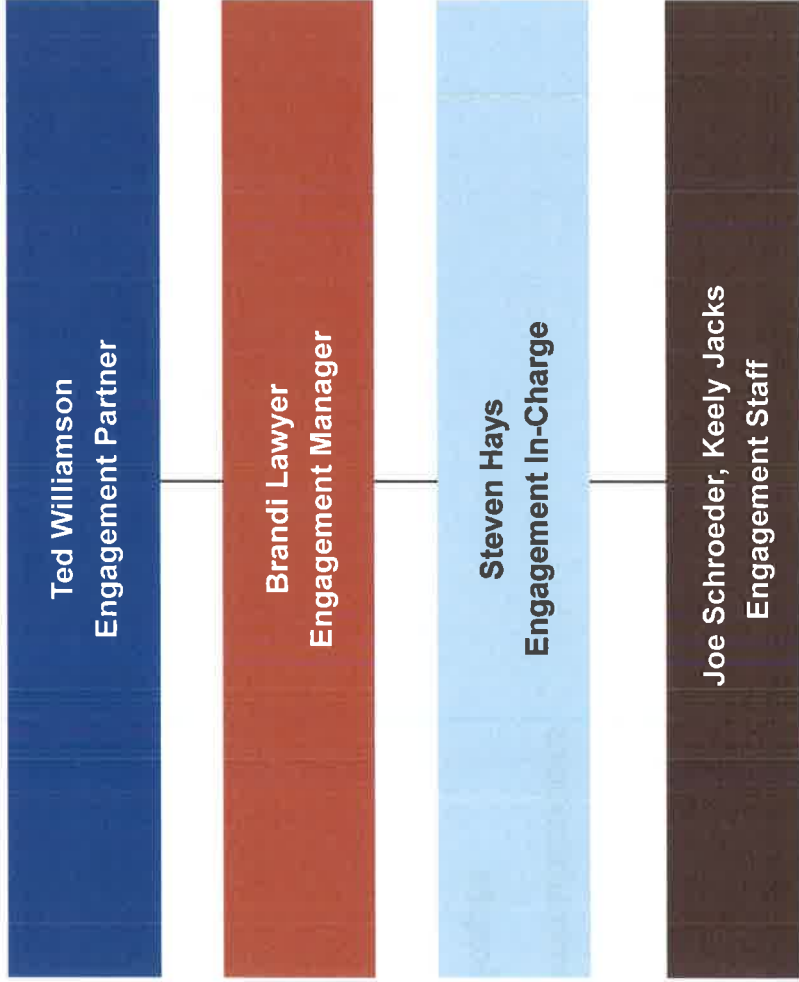 Ted Williamson
Engagement Partner
Brandi Lawyer
Engagement Manager
Steven Hays
Engagement In-Charge
Joe Schroeder, Keely Jacks
Engagement Staff